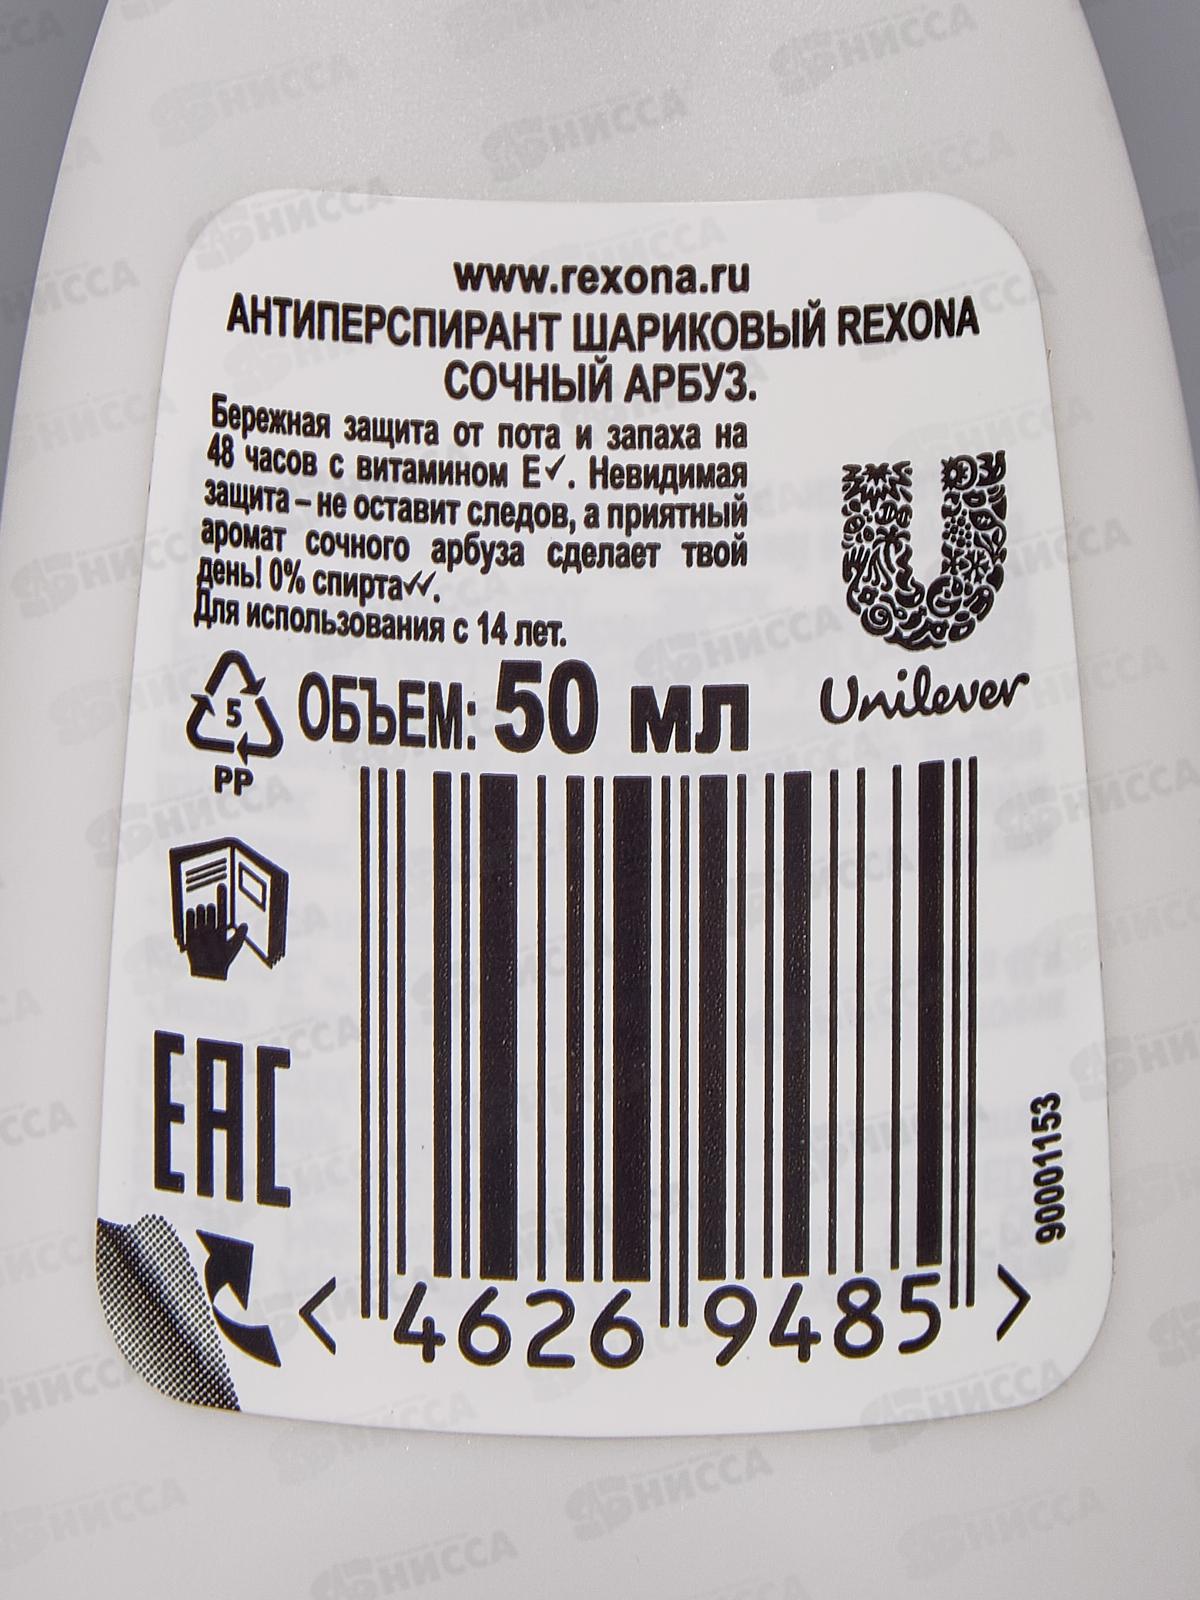 www.rexona.ru
АНТИПЕРСПИРАНТ ШАРИКОВЫЙ REXONA
СОЧНЫЙ АРБУЗ.
Бережная защита от пота и запаха на
48 часов с витамином Е✓. Невидимая
защита – не оставит следов, а приятный
аромат сочного арбуза сделает твой
день! 0% спирта✓✓.
Для использования с 14 лет.
5
PP
ОБЪЕМ: 50 мл
Unilever
EAC
90001153
< 4626 9485 >
НИССА